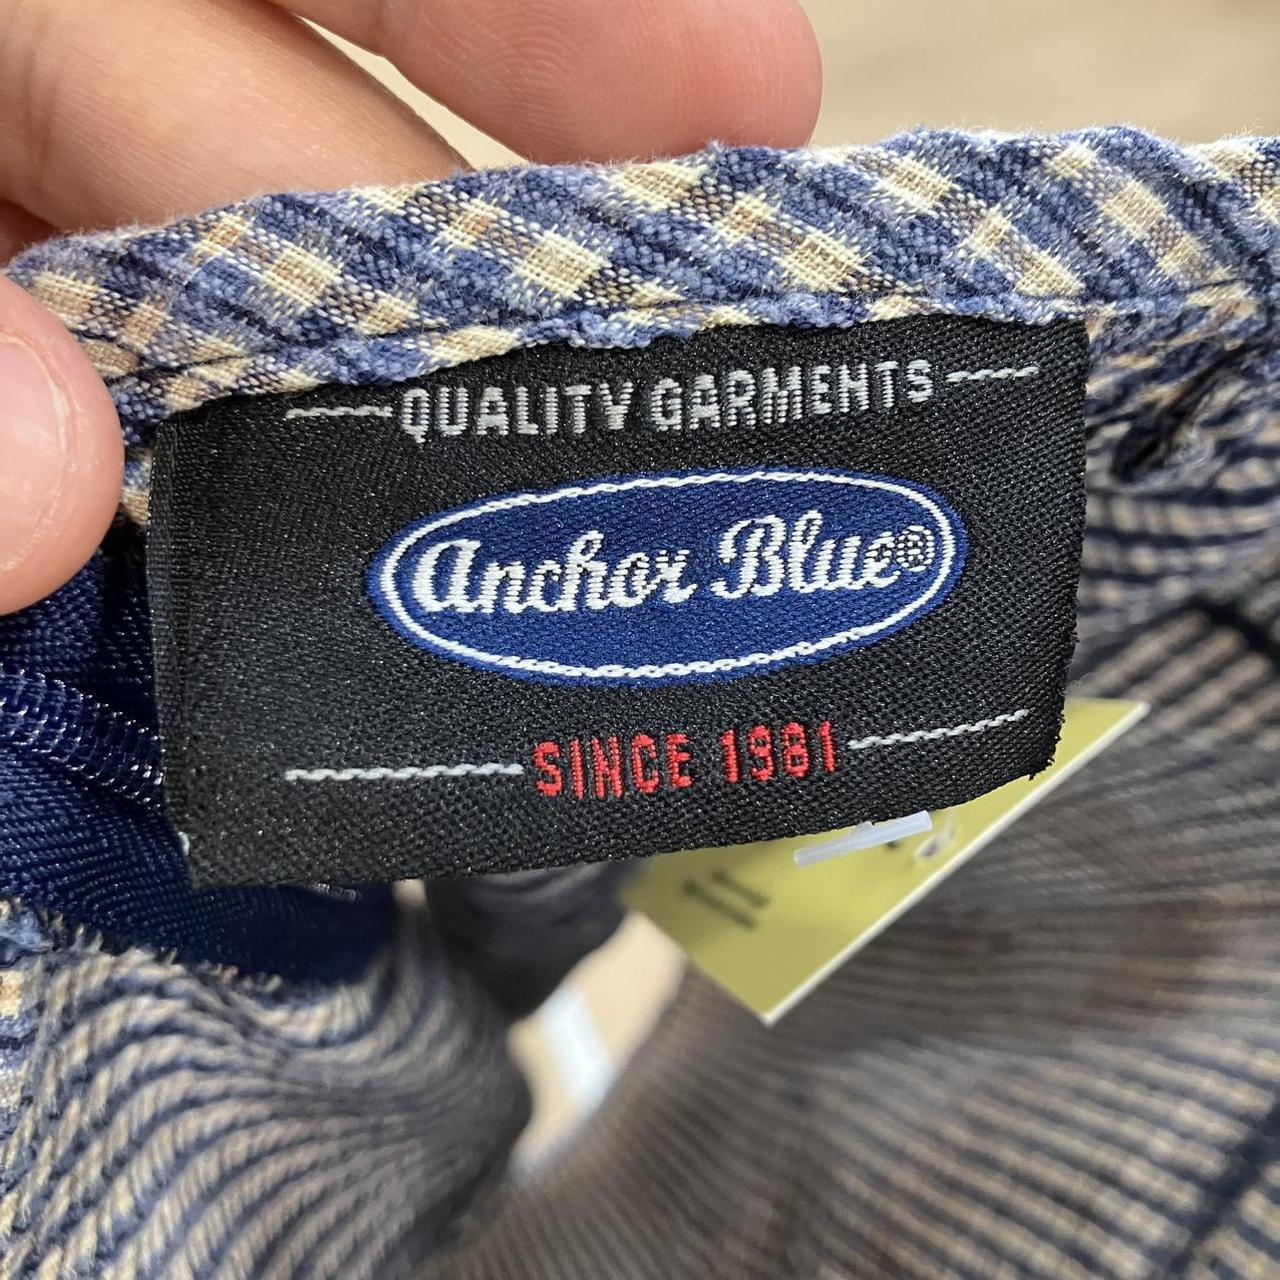 QUALITY GARMENTS
Anchor Blue®
SINCE 1981